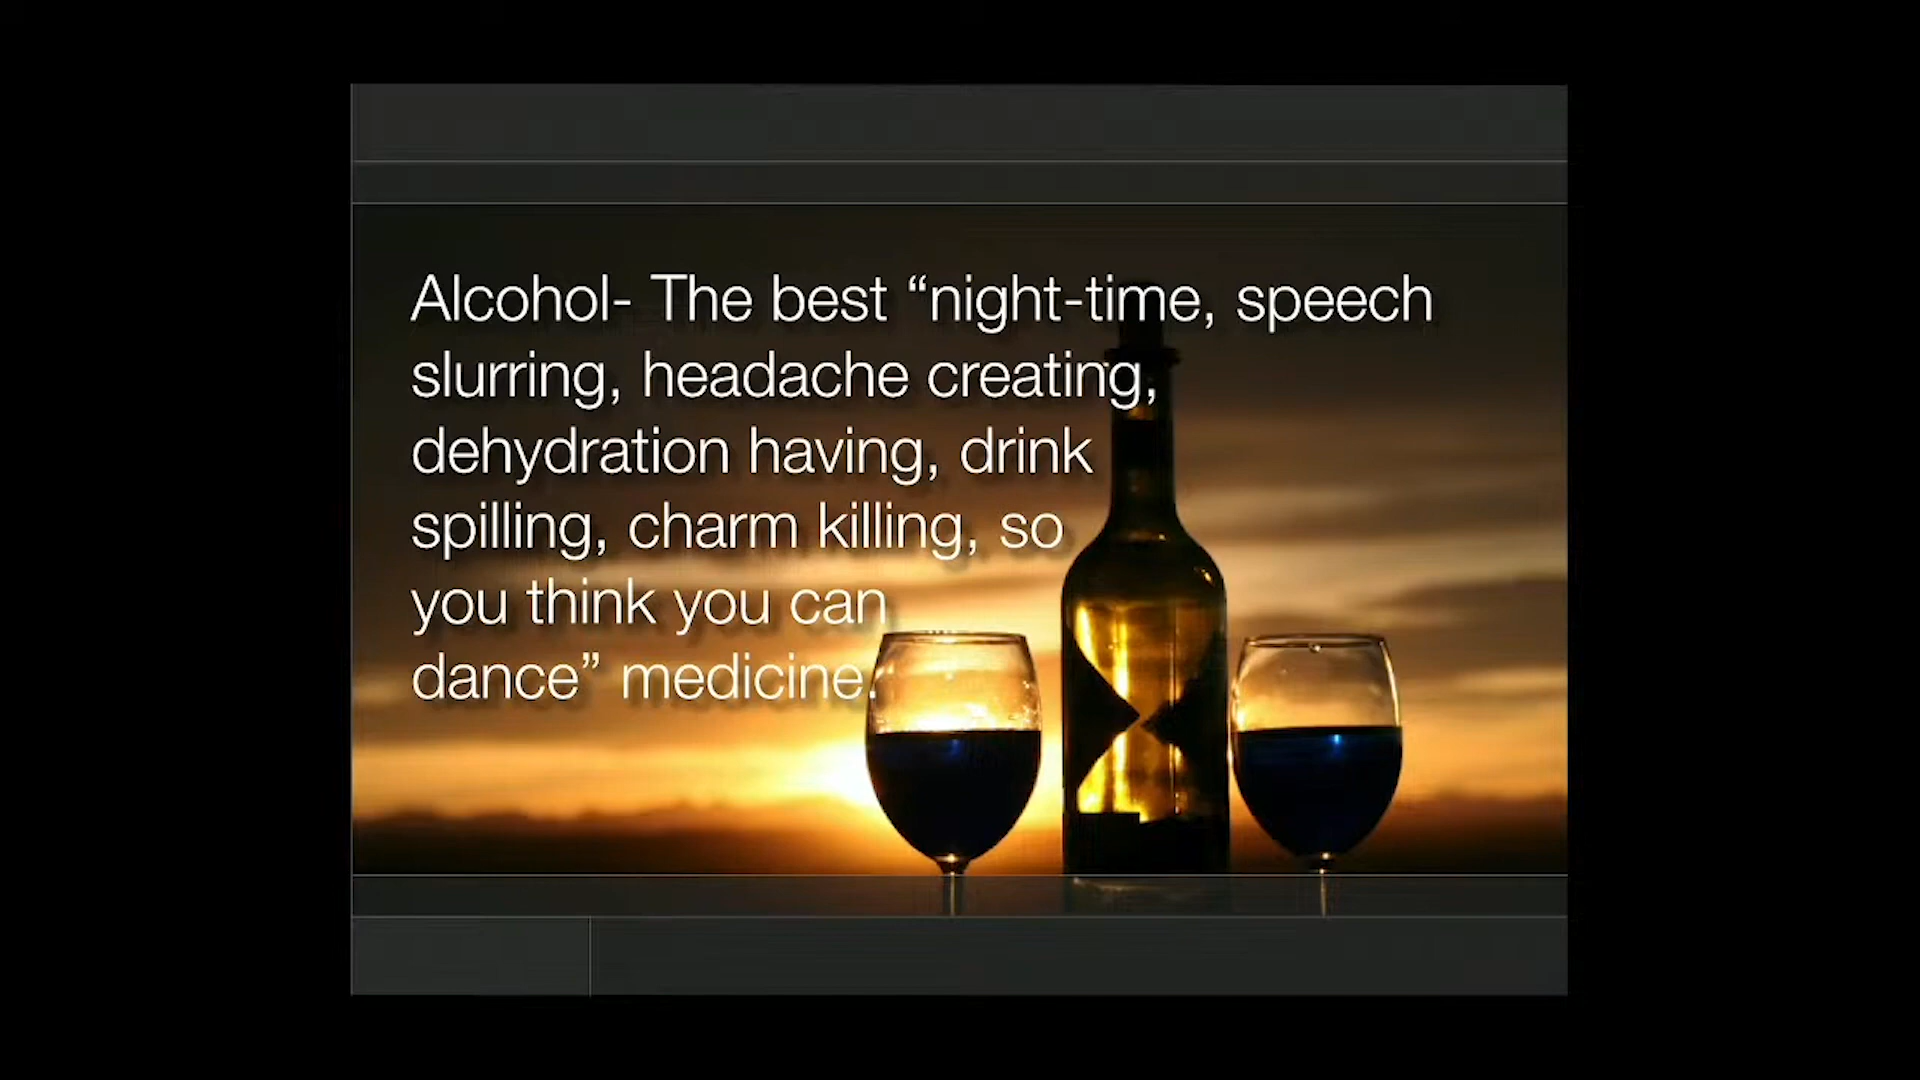 Alcohol- The best “night-time, speech
slurring, headache creating,
dehydration having, drink
spilling, charm killing, so
you think you can
dance” medicine.